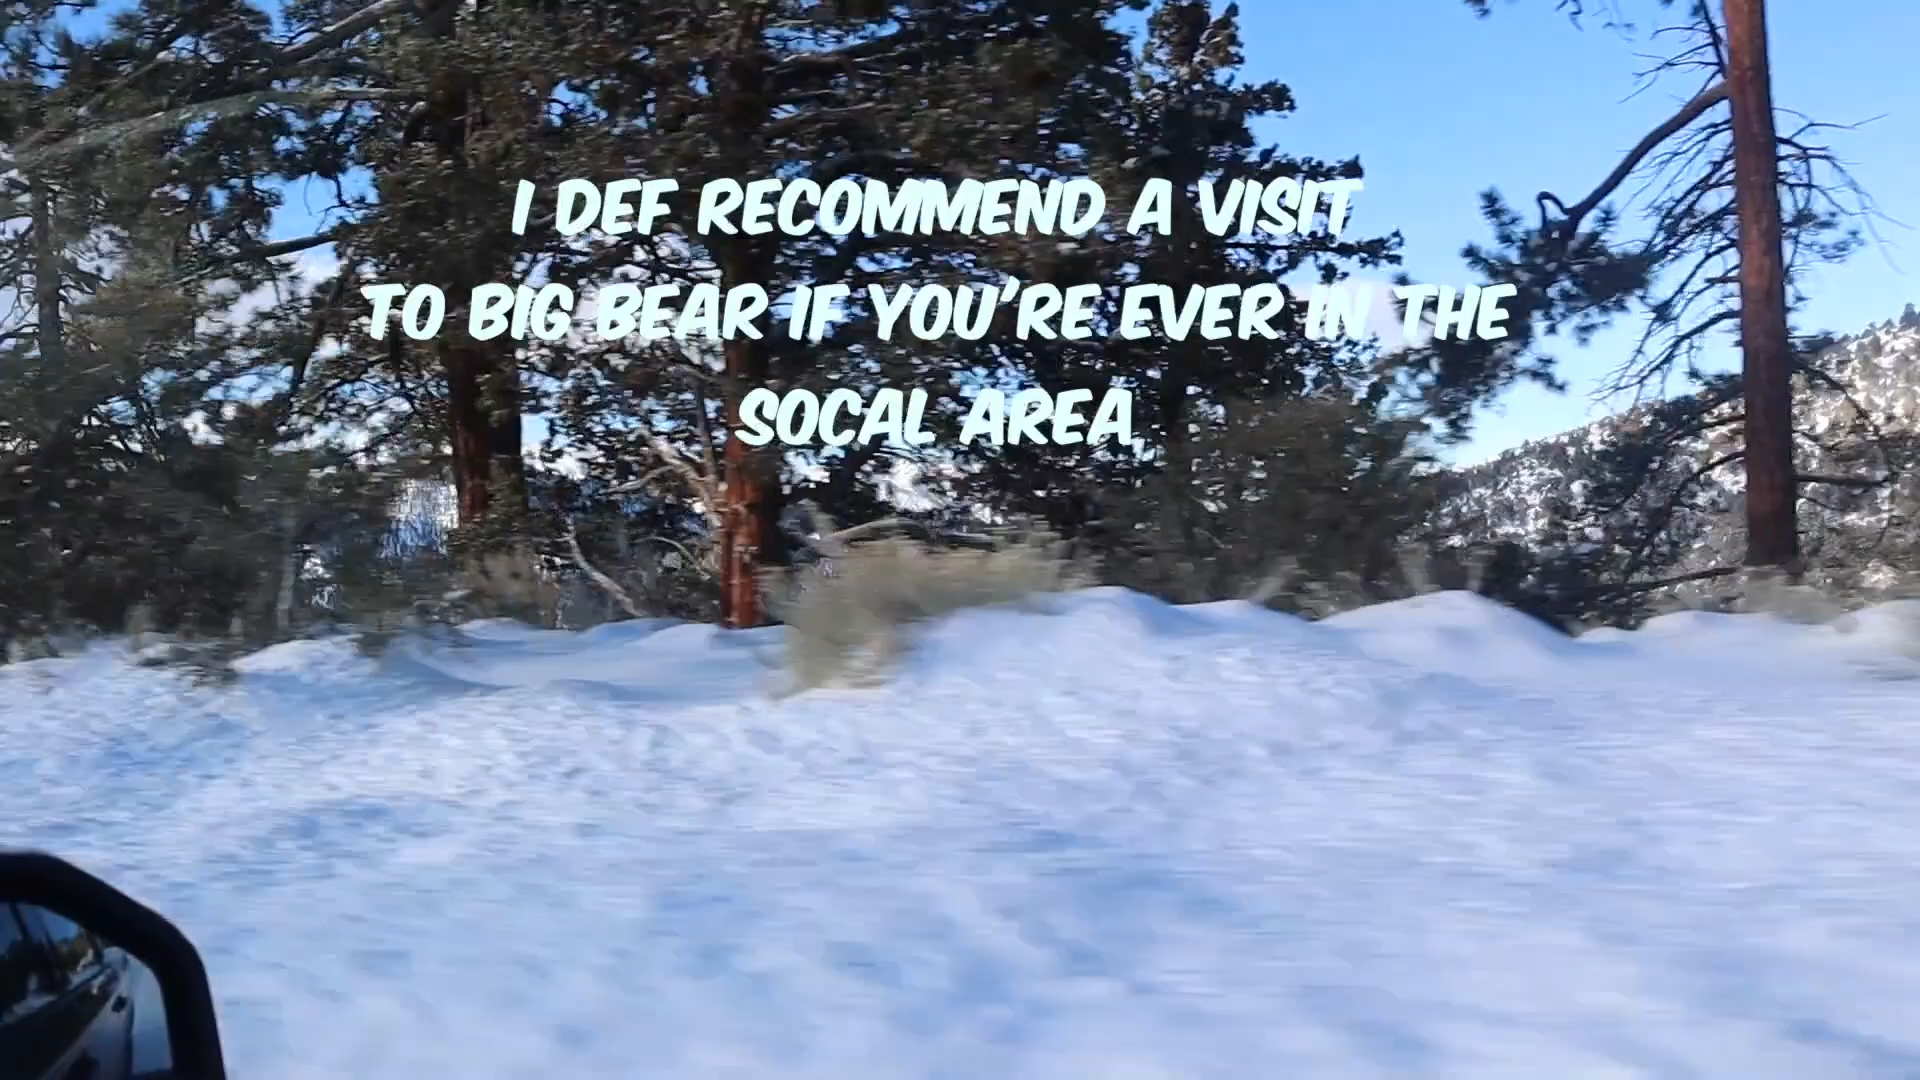 I DEF RECOMMEND A VISIT
TO BIG BEAR IF YOU'RE EVER IN THE
SOCAL AREA